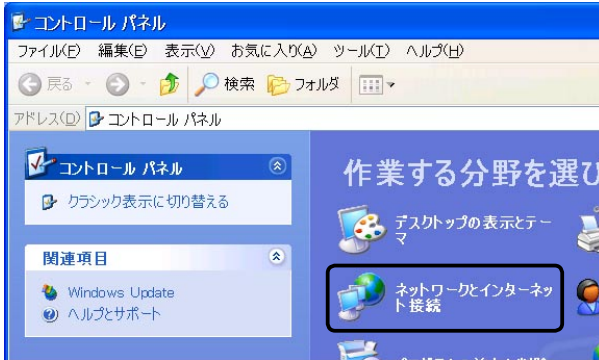 コントロール パネル
ファイル(F) 編集(E) 表示(V) お気に入り(A) ツール(T) ヘルプ(H)
戻る 検索 フォルダ
アドレス(D) コントロール パネル
コントロール パネル
クラシック表示に切り替える
関連項目
Windows Update
ヘルプとサポート
作業する分野を選び
デスクトップの表示とテー
マ
ネットワークとインターネッ
ト接続